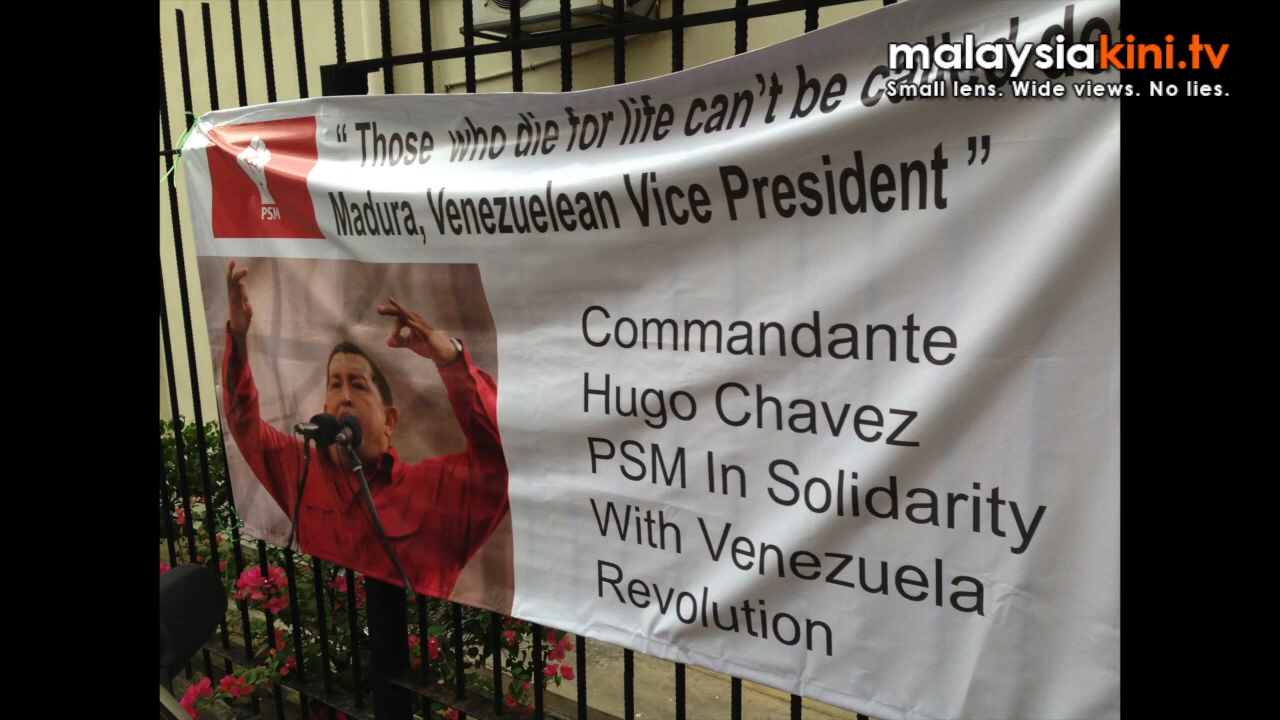 malaysiakini.tv
Small lens. Wide views. No lies.
“ Those who die for life can't be called
Madura, Venezuelean Vice President ”
PSM
Commandante
Hugo Chavez
PSM In Solidarity
With Venezuela
Revolution